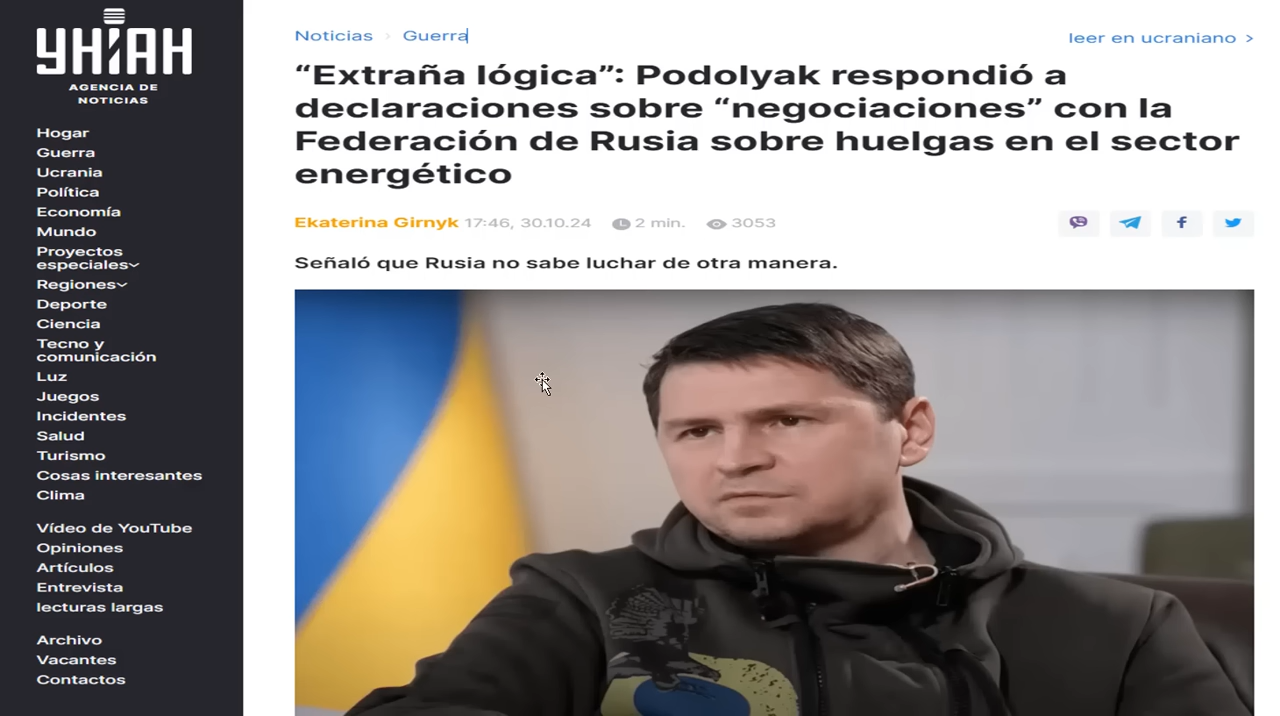 УНІАН
AGENCIA DE
NOTICIAS
Hogar
Guerra
Ucrania
Política
Economía
Mundo
Proyectos
especiales
Regiones
Deporte
Ciencia
Tecno y
comunicación
Luz
Juegos
Incidentes
Salud
Turismo
Cosas interesantes
Clima
Vídeo de YouTube
Opiniones
Artículos
Entrevista
lecturas largas
Archivo
Vacantes
Contactos
Noticias > Guerra
leer en ucraniano >
“Extraña lógica”: Podolyak respondió a
declaraciones sobre “negociaciones” con la
Federación de Rusia sobre huelgas en el sector
energético
Ekaterina Girnyk 17:46, 30.10.24 2 min. 3053
Señaló que Rusia no sabe luchar de otra manera.